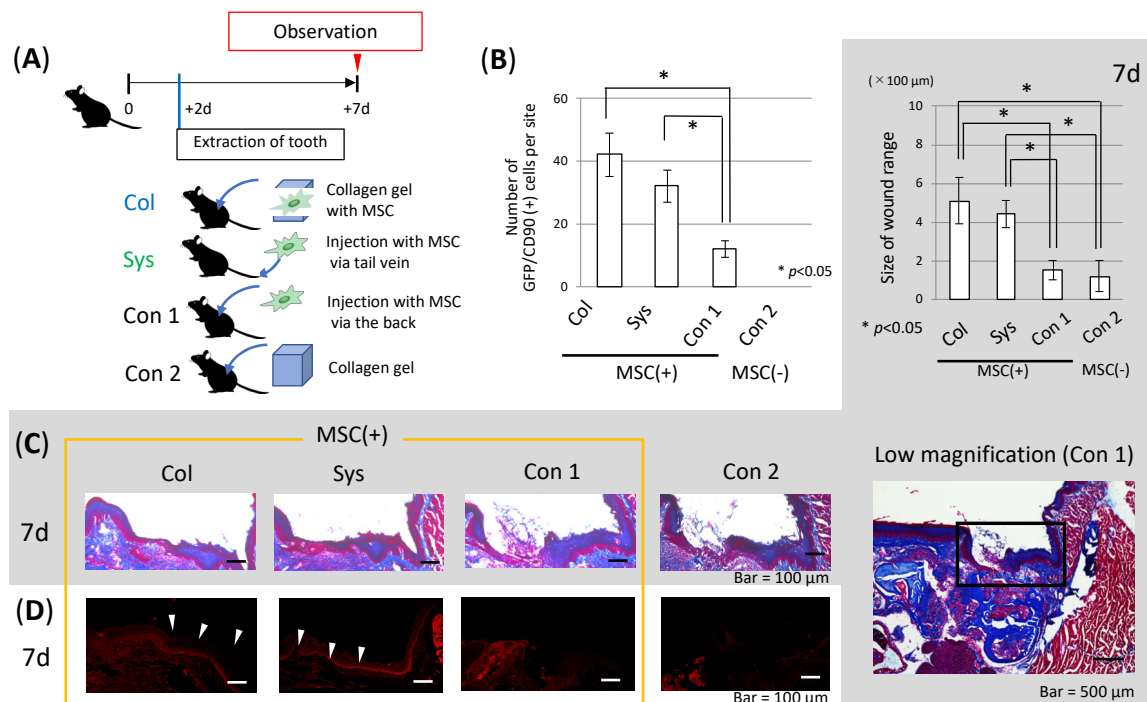 (A)
Observation
0
+2d
+7d
Extraction of tooth
Col
Collagen gel
with MSC
Sys
Injection with MSC
via tail vein
Con 1
Injection with MSC
via the back
Con 2
Collagen gel
(B)
Number of
GFP/CD90 (+) cells per site
60
40
20
0
*
*
* p<0.05
Col
Sys
Con 1
Con 2
MSC(+)
MSC(-)
7d
(×100 μm)
Size of wound range
10
8
6
4
2
0
*
*
*
*
* p<0.05
Col
Sys
Con 1
Con 2
MSC(+)
MSC(-)
(C)
MSC(+)
Col
Sys
Con 1
Con 2
7d
Bar = 100 μm
Low magnification (Con 1)
Bar = 500 μm
(D)
7d
Bar = 100 μm